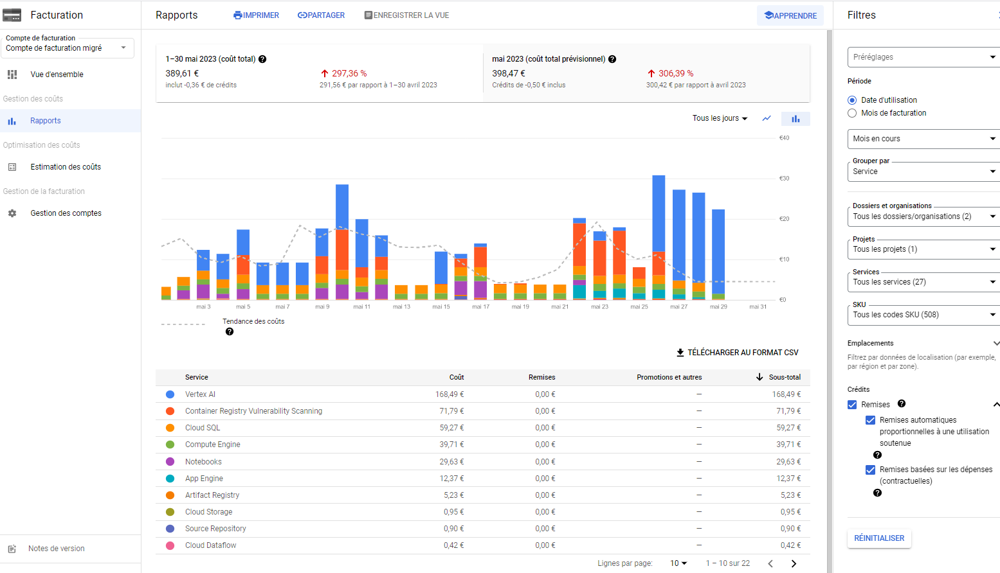 Facturation
Rapports
IMPRIMER
PARTAGER
ENREGISTRER LA VUE
APPRENDRE
Filtres
Compte de facturation
Compte de facturation migré
Vue d'ensemble
Gestion des coûts
Rapports
Optimisation des coûts
Estimation des coûts
Gestion de la facturation
Gestion des comptes
Notes de version
1–30 mai 2023 (coût total)
389,61 €
inclut -0,36 € de crédits
297,36 %
291,56 € par rapport à 1–30 avril 2023
mai 2023 (coût total prévisionnel)
398,47 €
Crédits de -0,50 € inclus
306,39 %
300,42 € par rapport à avril 2023
Tous les jours
€40
€30
€20
€10
€0
mai 3
mai 5
mai 7
mai 9
mai 11
mai 13
mai 15
mai 17
mai 19
mai 21
mai 23
mai 25
mai 27
mai 29
mai 31
Tendance des coûts
TÉLÉCHARGER AU FORMAT CSV
Service Coût Remises Promotions et autres Sous-total
Vertex AI 168,49 € 0,00 € — 168,49 €
Container Registry Vulnerability Scanning 71,79 € 0,00 € — 71,79 €
Cloud SQL 59,27 € 0,00 € — 59,27 €
Compute Engine 39,71 € 0,00 € — 39,71 €
Notebooks 29,63 € 0,00 € — 29,63 €
App Engine 12,37 € 0,00 € — 12,37 €
Artifact Registry 5,23 € 0,00 € — 5,23 €
Cloud Storage 0,95 € 0,00 € — 0,95 €
Source Repository 0,90 € 0,00 € — 0,90 €
Cloud Dataflow 0,42 € 0,00 € — 0,42 €
Lignes par page: 10 1 – 10 sur 22
Préréglages
Période
Date d'utilisation
Mois de facturation
Mois en cours
Grouper par
Service
Dossiers et organisations
Tous les dossiers/organisations (2)
Projets
Tous les projets (1)
Services
Tous les services (27)
SKU
Tous les codes SKU (508)
Emplacements
Filtrez par données de localisation (par exemple,
par région et par zone).
Crédits
Remises
Remises automatiques
proportionnelles à une utilisation
soutenue
Remises basées sur les dépenses
(contractuelles)
RÉINITIALISER